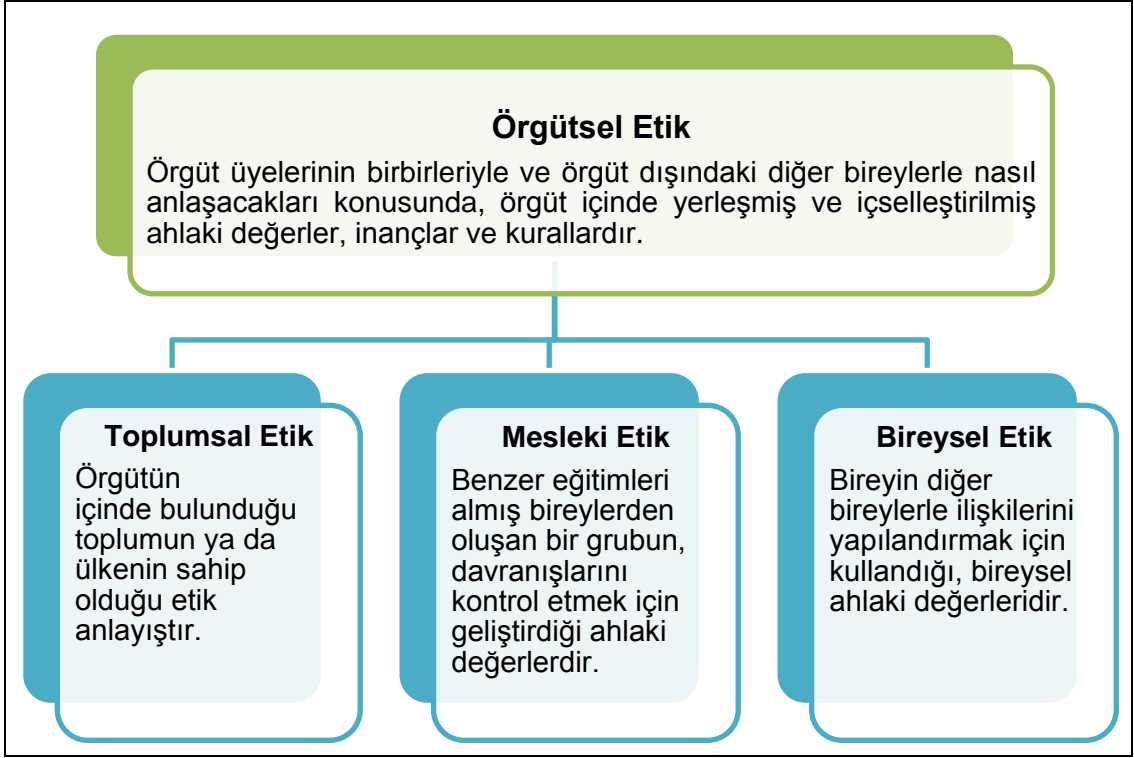 Örgütsel Etik
Örgüt üyelerinin birbirleriyle ve örgüt dışındaki diğer bireylerle nasıl
anlaşacakları konusunda, örgüt içinde yerleşmiş ve içselleştirilmiş
ahlaki değerler, inançlar ve kurallardır.
Toplumsal Etik
Örgütün
içinde bulunduğu
toplumun ya da
ülkenin sahip
olduğu etik
anlayıştır.
Mesleki Etik
Benzer eğitimleri
almış bireylerden
oluşan bir grubun,
davranışlarını
kontrol etmek için
geliştirdiği ahlaki
değerlerdir.
Bireysel Etik
Bireyin diğer
bireylerle ilişkilerini
yapılandırmak için
kullandığı, bireysel
ahlaki değerleridir.